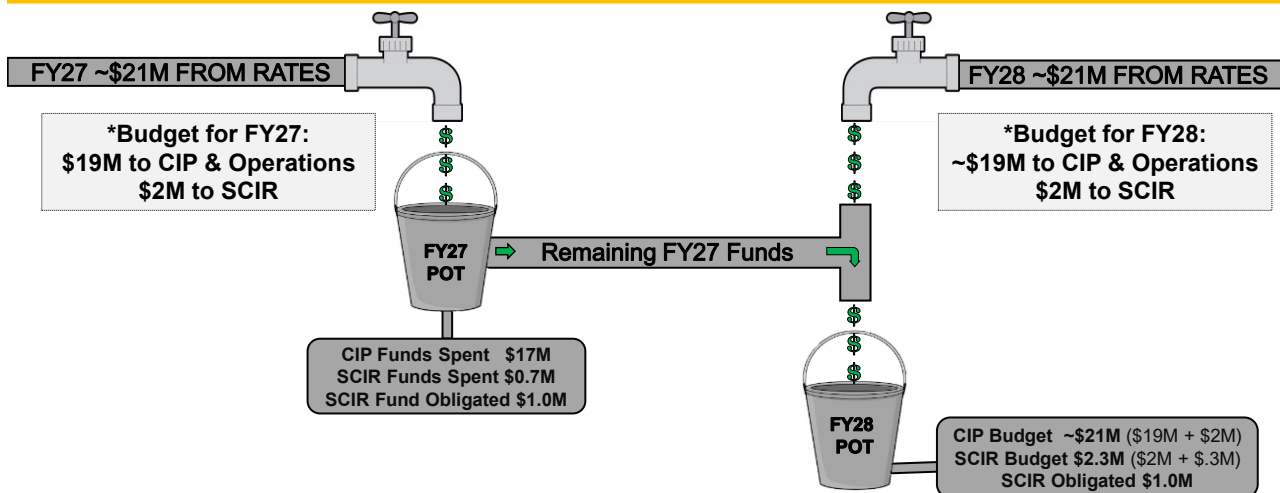 FY27 ~$21M FROM RATES
FY28 ~$21M FROM RATES
*Budget for FY27:
$19M to CIP & Operations
$2M to SCIR
*Budget for FY28:
~$19M to CIP & Operations
$2M to SCIR
$
$
$
$
$
$
FY27
POT
Remaining FY27 Funds
CIP Funds Spent $17M
SCIR Funds Spent $0.7M
SCIR Fund Obligated $1.0M
$
$
$
FY28
POT
CIP Budget ~$21M ($19M + $2M)
SCIR Budget $2.3M ($2M + $.3M)
SCIR Obligated $1.0M